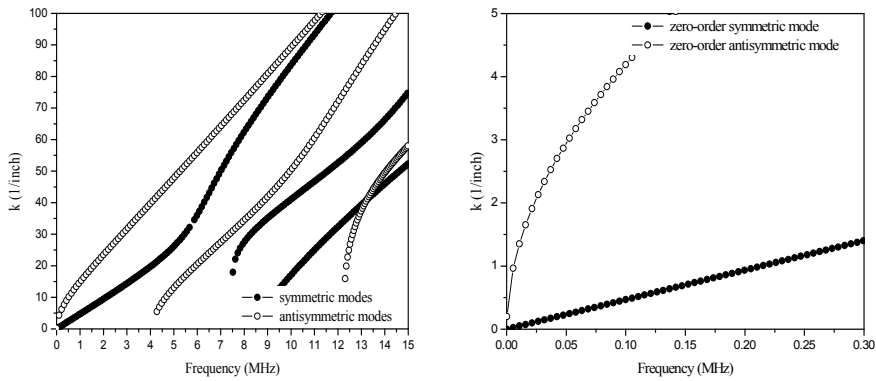 100
90
80
70
60
50
40
30
20
10
0
k (1/inch)
symmetric modes
antisymmetric modes
0 1 2 3 4 5 6 7 8 9 10 11 12 13 14 15
Frequency (MHz)
5
4
3
2
1
0
k (1/inch)
zero-order symmetric mode
zero-order antisymmetric mode
0.00 0.05 0.10 0.15 0.20 0.25 0.30
Frequency (MHz)